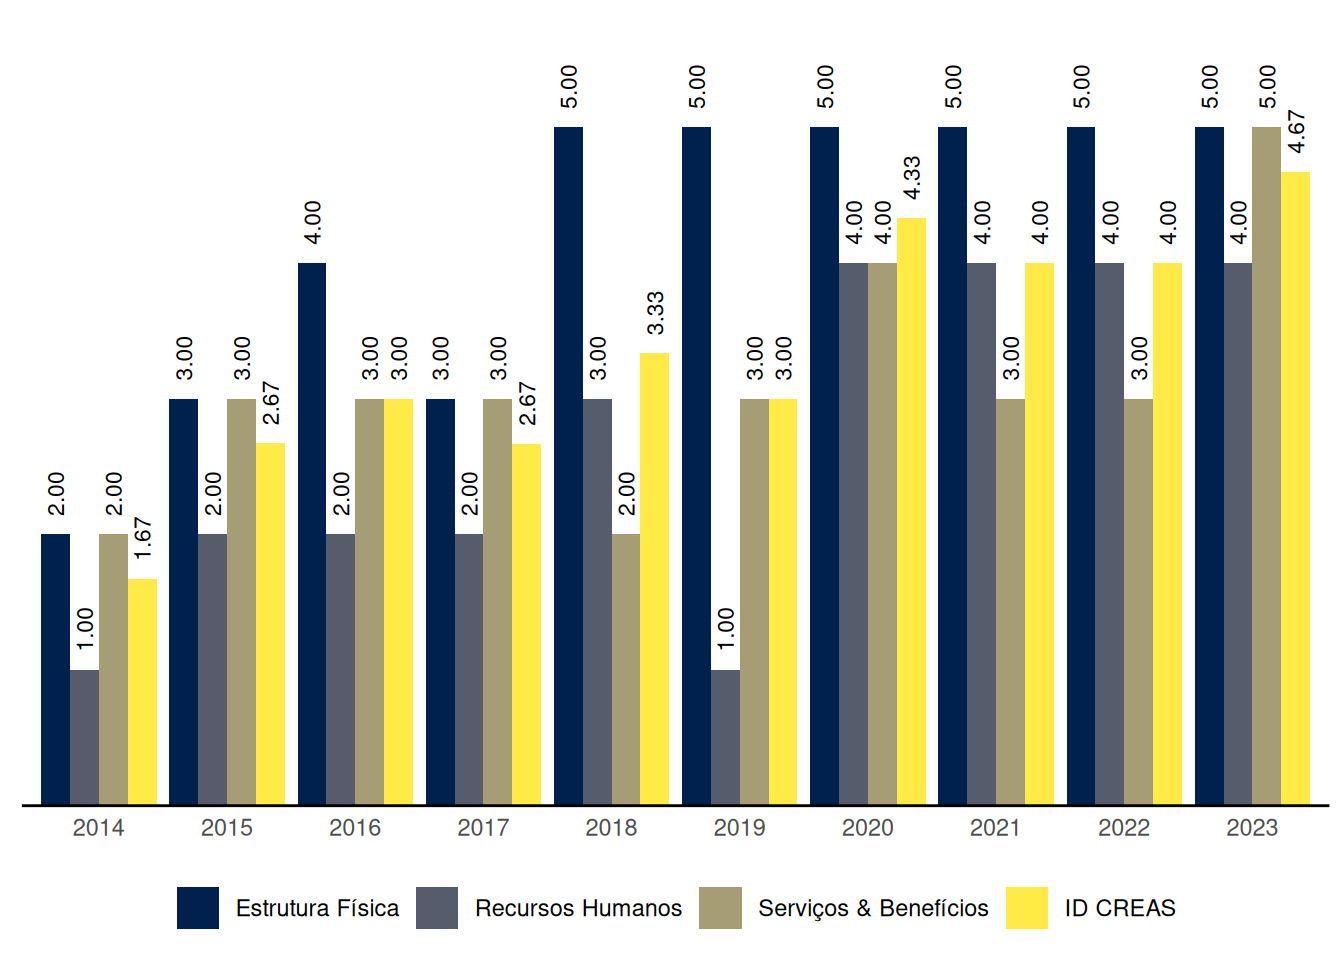 2.00 1.00 2.00 1.67
3.00 2.00 3.00 2.67
4.00 2.00 3.00 3.00
3.00 2.00 3.00 2.67
5.00 3.00 2.00 3.33
5.00 1.00 3.00 3.00
5.00 4.00 4.00 4.33
5.00 4.00 3.00 4.00
5.00 4.00 3.00 4.00
5.00 4.00 5.00 4.67
2014 2015 2016 2017 2018 2019 2020 2021 2022 2023
Estrutura Física Recursos Humanos Serviços & Benefícios ID CREAS